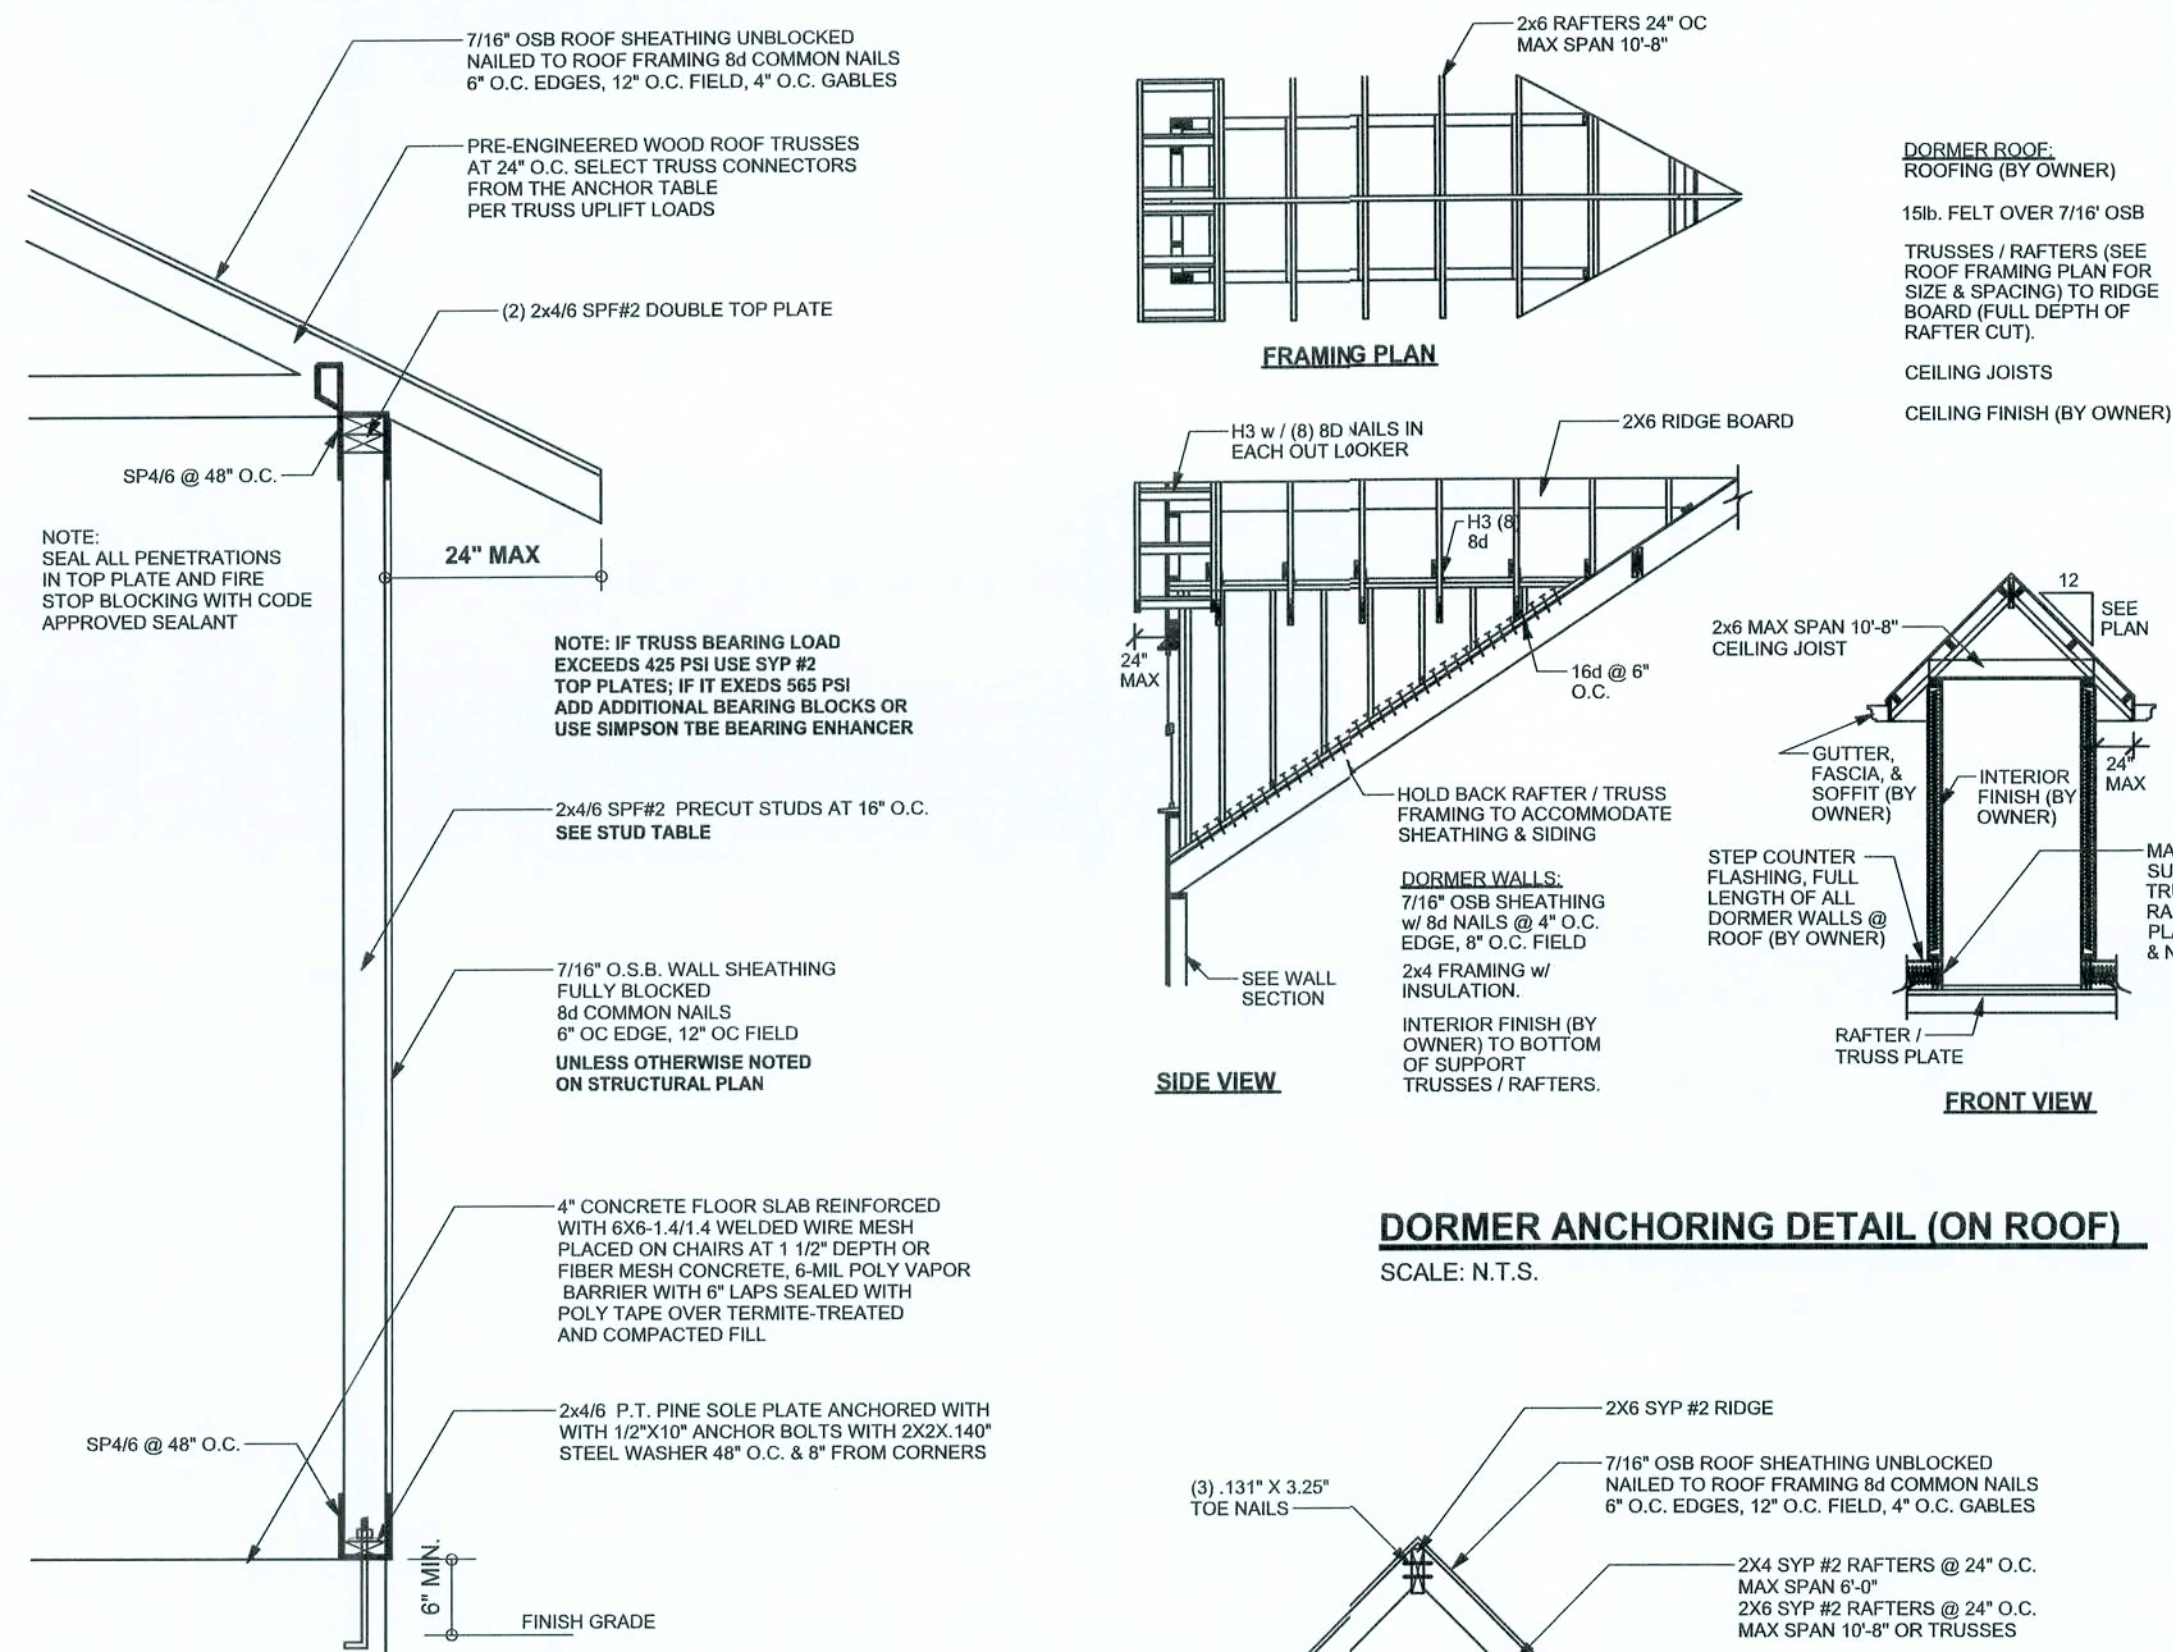 7/16" OSB ROOF SHEATHING UNBLOCKED
NAILED TO ROOF FRAMING 8d COMMON NAILS
6" O.C. EDGES, 12" O.C. FIELD, 4" O.C. GABLES
PRE-ENGINEERED WOOD ROOF TRUSSES
AT 24" O.C. SELECT TRUSS CONNECTORS
FROM THE ANCHOR TABLE
PER TRUSS UPLIFT LOADS
(2) 2x4/6 SPF#2 DOUBLE TOP PLATE
SP4/6 @ 48" O.C.
NOTE:
SEAL ALL PENETRATIONS
IN TOP PLATE AND FIRE
STOP BLOCKING WITH CODE
APPROVED SEALANT
24" MAX
NOTE: IF TRUSS BEARING LOAD
EXCEEDS 425 PSI USE SYP #2
TOP PLATES; IF IT EXEDS 565 PSI
ADD ADDITIONAL BEARING BLOCKS OR
USE SIMPSON TBE BEARING ENHANCER
2x4/6 SPF#2 PRECUT STUDS AT 16" O.C.
SEE STUD TABLE
7/16" O.S.B. WALL SHEATHING
FULLY BLOCKED
8d COMMON NAILS
6" OC EDGE, 12" OC FIELD
UNLESS OTHERWISE NOTED
ON STRUCTURAL PLAN
4" CONCRETE FLOOR SLAB REINFORCED
WITH 6X6-1.4/1.4 WELDED WIRE MESH
PLACED ON CHAIRS AT 1 1/2" DEPTH OR
FIBER MESH CONCRETE, 6-MIL POLY VAPOR
BARRIER WITH 6" LAPS SEALED WITH
POLY TAPE OVER TERMITE-TREATED
AND COMPACTED FILL
2x4/6 P.T. PINE SOLE PLATE ANCHORED WITH
WITH 1/2"X10" ANCHOR BOLTS WITH 2X2X.140"
STEEL WASHER 48" O.C. & 8" FROM CORNERS
SP4/6 @ 48" O.C.
6" MIN.
FINISH GRADE
2x6 RAFTERS 24" OC
MAX SPAN 10'-8"
FRAMING PLAN
DORMER ROOF:
ROOFING (BY OWNER)
15lb. FELT OVER 7/16' OSB
TRUSSES / RAFTERS (SEE
ROOF FRAMING PLAN FOR
SIZE & SPACING) TO RIDGE
BOARD (FULL DEPTH OF
RAFTER CUT).
CEILING JOISTS
CEILING FINISH (BY OWNER)
H3 w / (8) 8D NAILS IN
EACH OUT LOOKER
2X6 RIDGE BOARD
H3 (8
8d
24"
MAX
16d @ 6"
O.C.
HOLD BACK RAFTER / TRUSS
FRAMING TO ACCOMMODATE
SHEATHING & SIDING
DORMER WALLS:
7/16" OSB SHEATHING
w/ 8d NAILS @ 4" O.C.
EDGE, 8" O.C. FIELD
2x4 FRAMING w/
INSULATION.
INTERIOR FINISH (BY
OWNER) TO BOTTOM
OF SUPPORT
TRUSSES / RAFTERS.
SEE WALL
SECTION
SIDE VIEW
12
SEE
PLAN
2x6 MAX SPAN 10'-8"
CEILING JOIST
GUTTER,
FASCIA, &
SOFFIT (BY
OWNER)
INTERIOR
FINISH (BY
OWNER)
24"
MAX
STEP COUNTER
FLASHING, FULL
LENGTH OF ALL
DORMER WALLS @
ROOF (BY OWNER)
RAFTER /
TRUSS PLATE
FRONT VIEW
DORMER ANCHORING DETAIL (ON ROOF)
SCALE: N.T.S.
2X6 SYP #2 RIDGE
(3) .131" X 3.25"
TOE NAILS
7/16" OSB ROOF SHEATHING UNBLOCKED
NAILED TO ROOF FRAMING 8d COMMON NAILS
6" O.C. EDGES, 12" O.C. FIELD, 4" O.C. GABLES
2X4 SYP #2 RAFTERS @ 24" O.C.
MAX SPAN 6'-0"
2X6 SYP #2 RAFTERS @ 24" O.C.
MAX SPAN 10'-8" OR TRUSSES